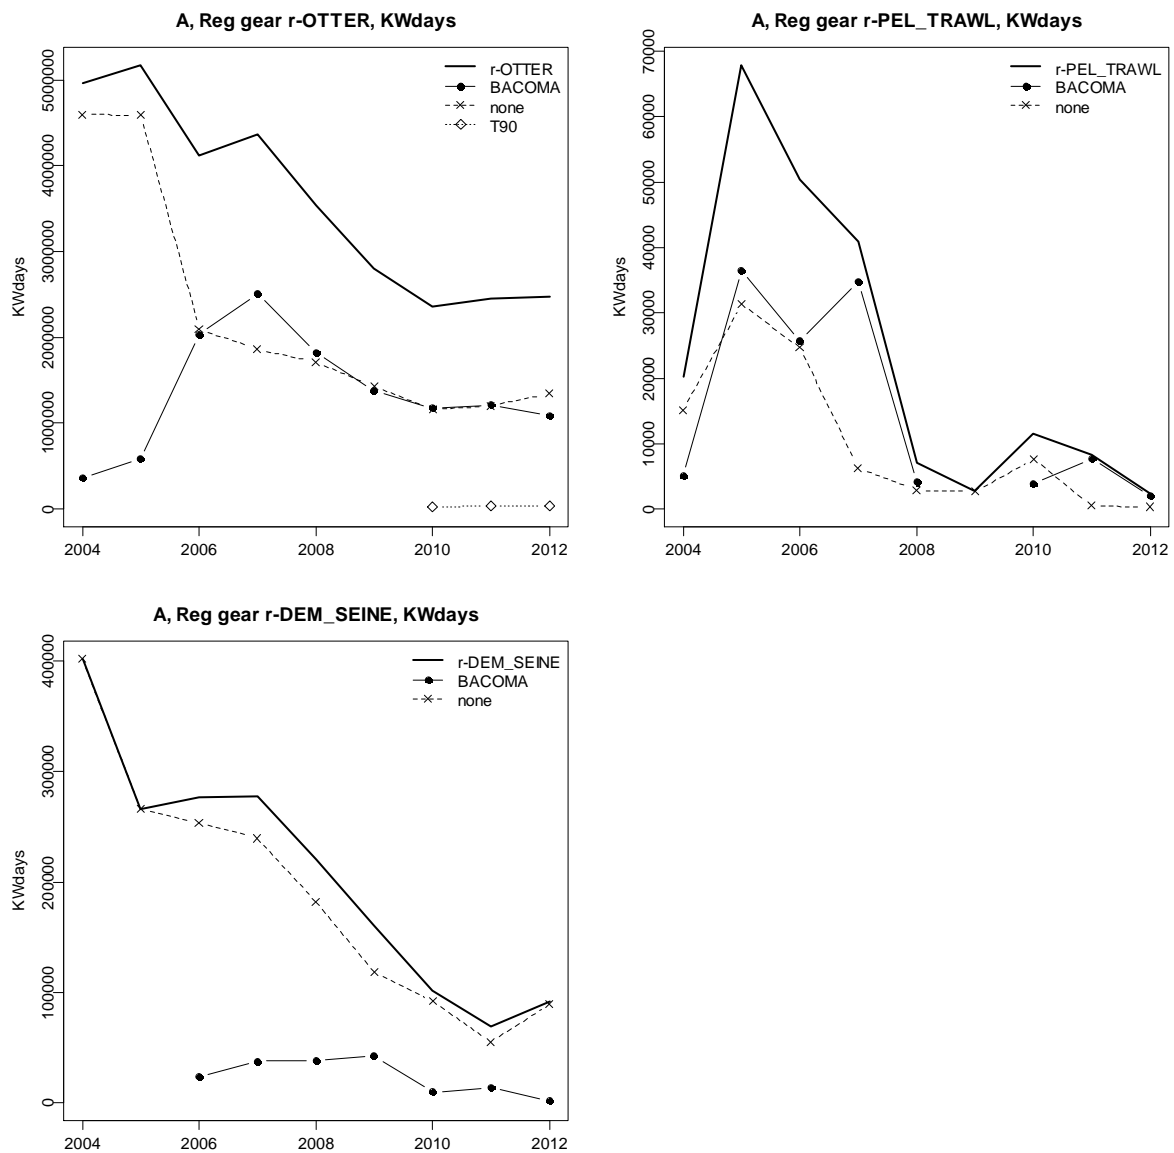 A, Reg gear r-OTTER, KWdays
KWdays
5000000
4000000
3000000
2000000
1000000
0
r-OTTER
BACOMA
none
T90
2004 2006 2008 2010 2012
A, Reg gear r-PEL_TRAWL, KWdays
KWdays
70000
60000
50000
40000
30000
20000
10000
0
r-PEL_TRAWL
BACOMA
none
2004 2006 2008 2010 2012
A, Reg gear r-DEM_SEINE, KWdays
KWdays
400000
300000
200000
100000
0
r-DEM_SEINE
BACOMA
none
2004 2006 2008 2010 2012